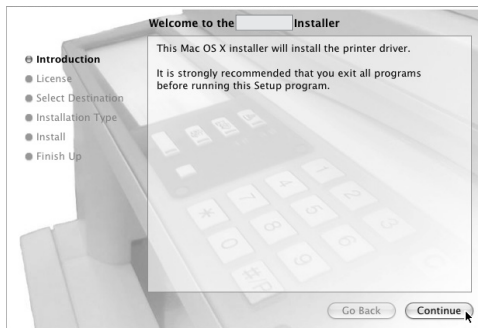 Welcome to the Installer
Introduction
License
Select Destination
Installation Type
Install
Finish Up
This Mac OS X installer will install the printer driver.
It is strongly recommended that you exit all programs
before running this Setup program.
Go Back
Continue